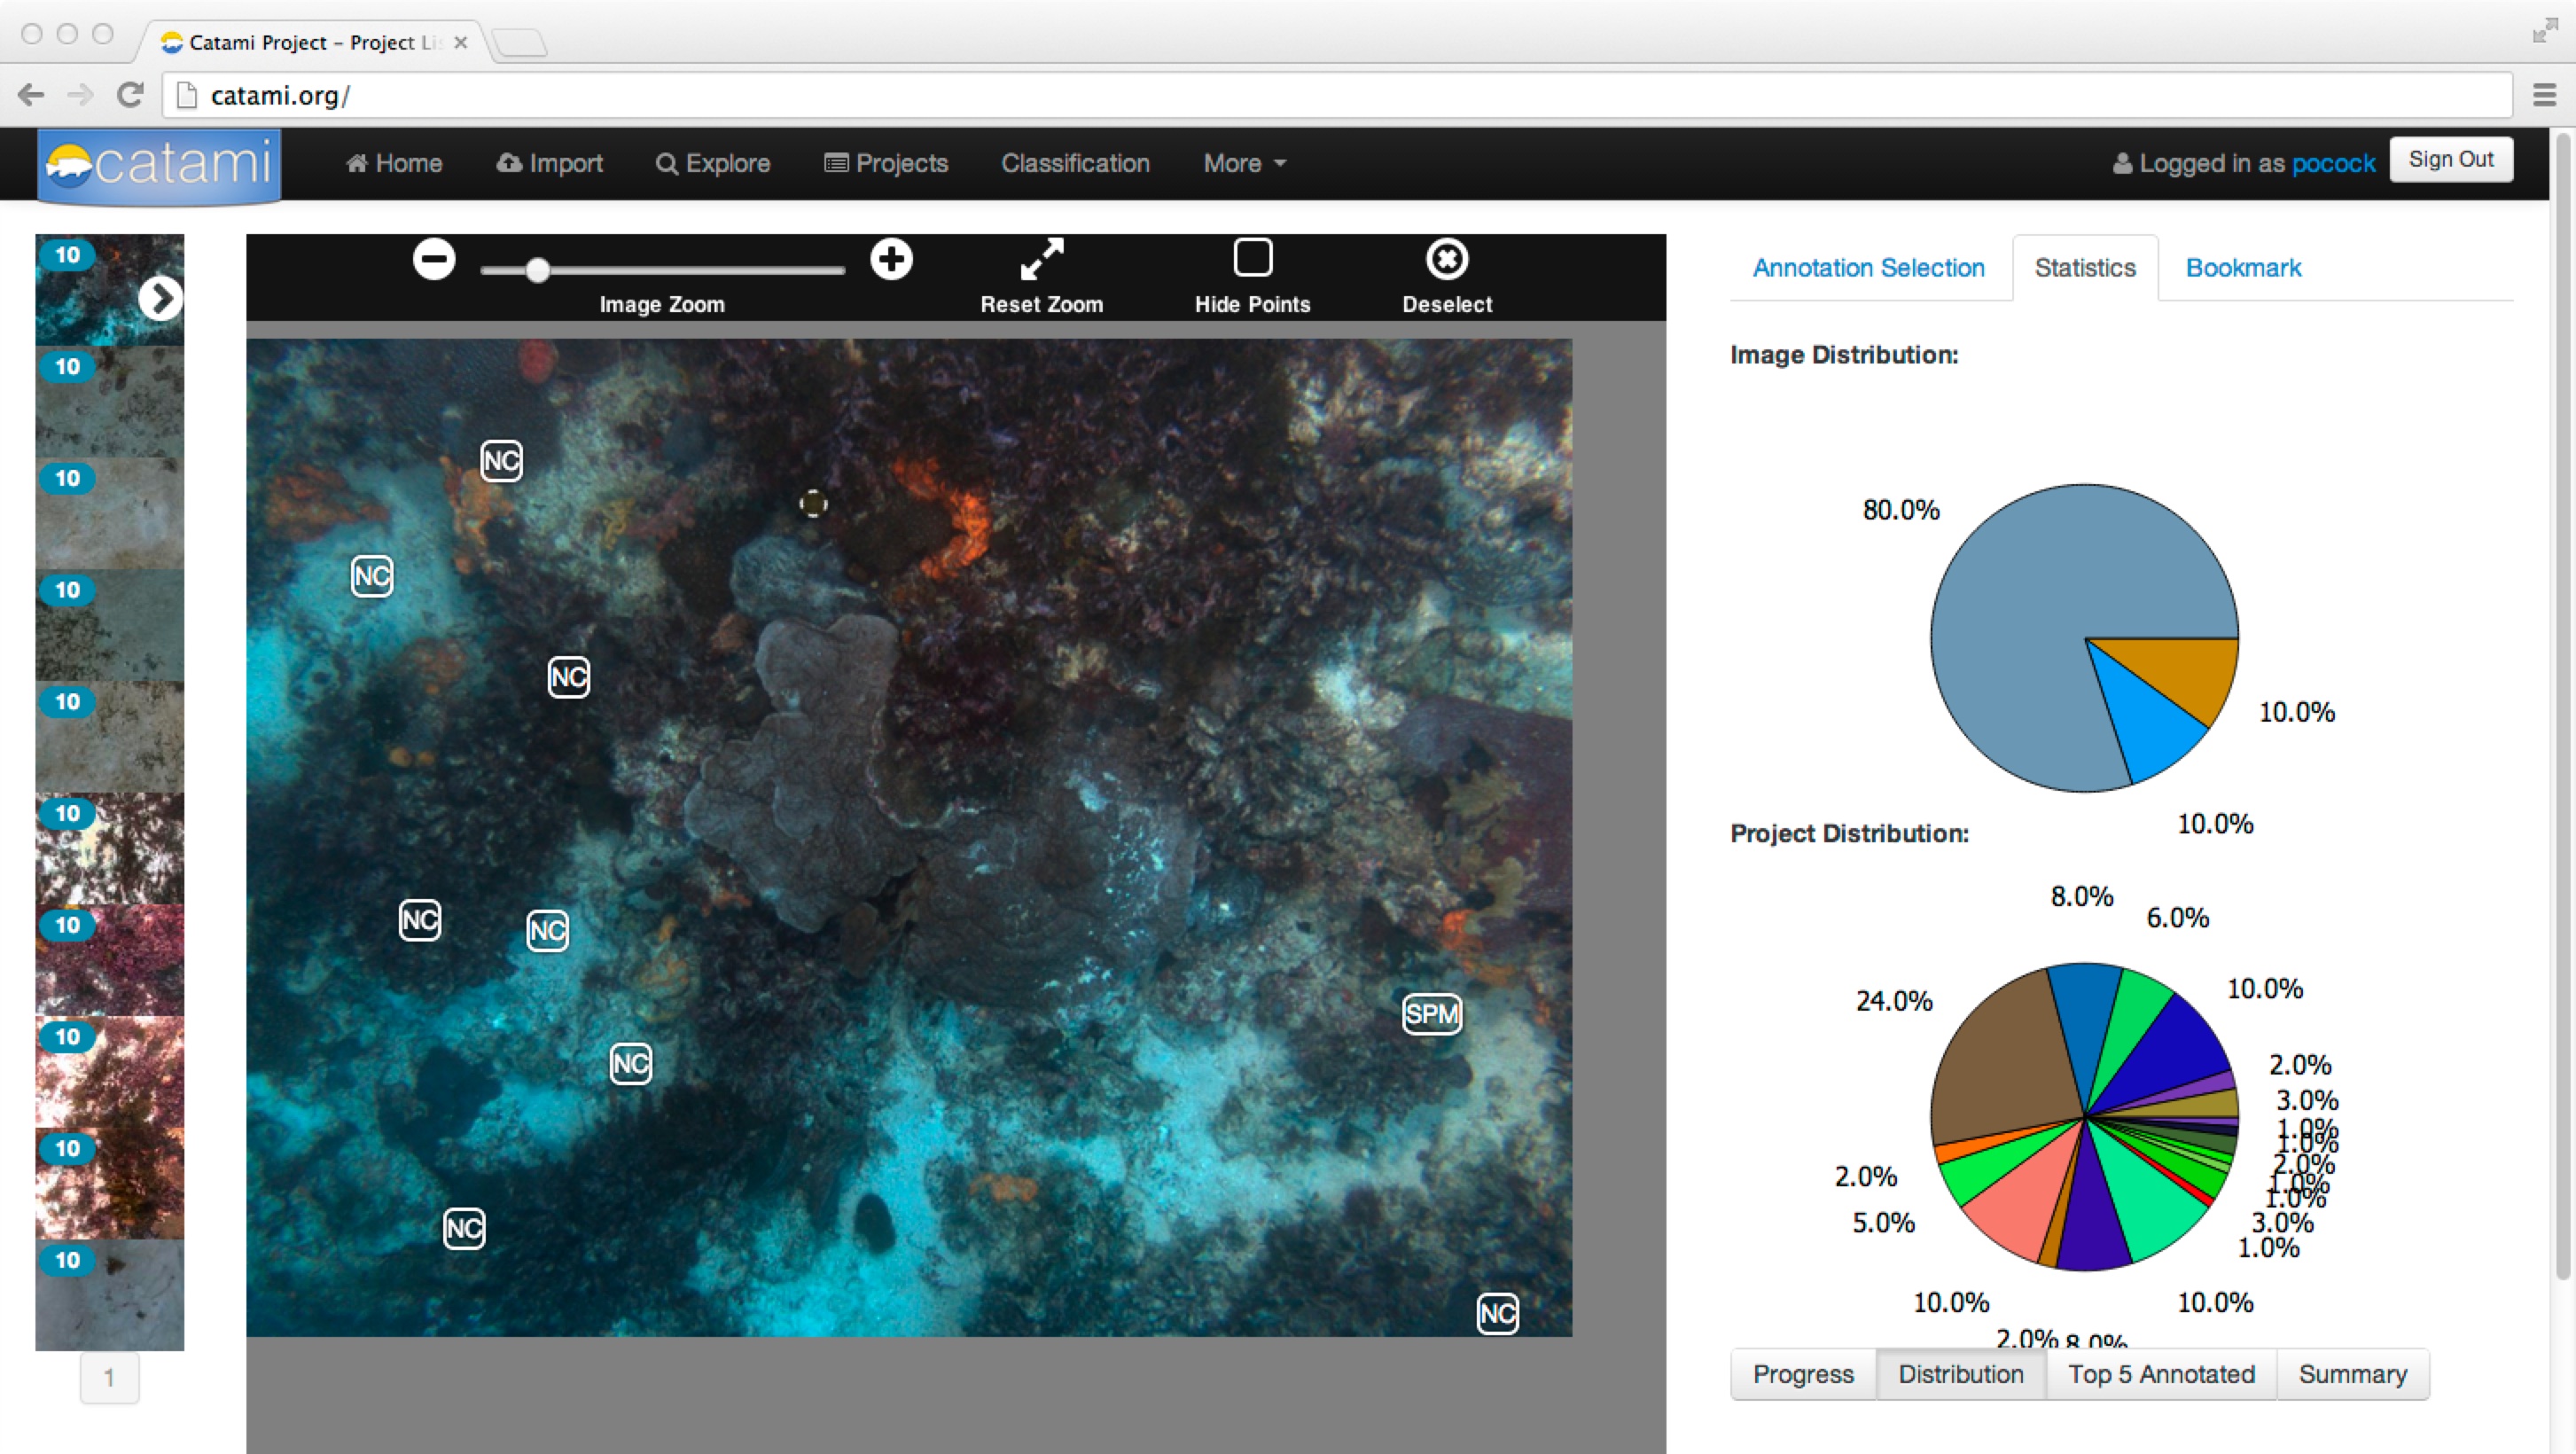 Catami Project – Project Li
catami.org/
catami
Home
Import
Explore
Projects
Classification
More
Logged in as pocock
Sign Out
10
10
10
10
10
10
10
10
10
10
1
Image Zoom
Reset Zoom
Hide Points
Deselect
NC
NC
NC
NC
NC
SPM
NC
NC
NC
Annotation Selection
Statistics
Bookmark
Image Distribution:
80.0%
10.0%
10.0%
Project Distribution:
8.0%
6.0%
24.0%
10.0%
2.0%
3.0%
1.0%
1.0%
2.0%
2.0%
1.0%
1.0%
5.0%
3.0%
1.0%
10.0%
10.0%
2.0%
8.0%
Progress
Distribution
Top 5 Annotated
Summary